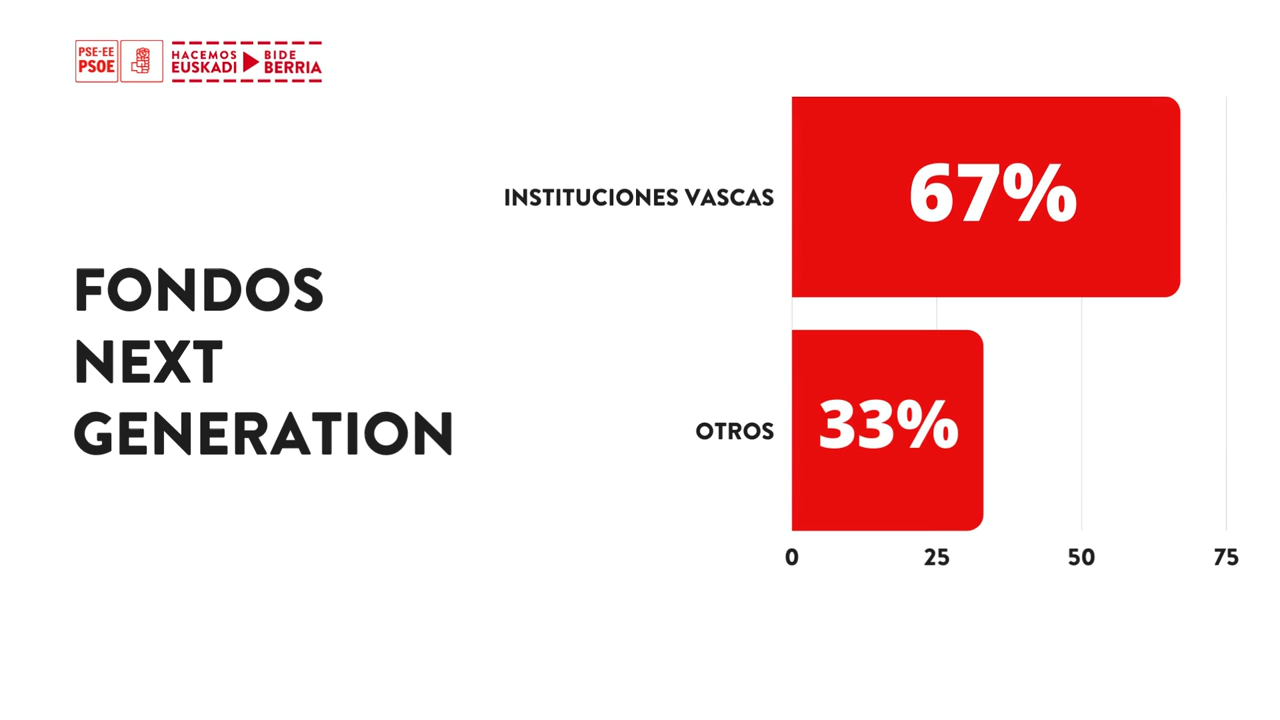 PSE-EE
PSOE
HACEMOS BIDE
EUSKADI BERRIA
FONDOS
NEXT
GENERATION
INSTITUCIONES VASCAS
67%
OTROS
33%
0 25 50 75